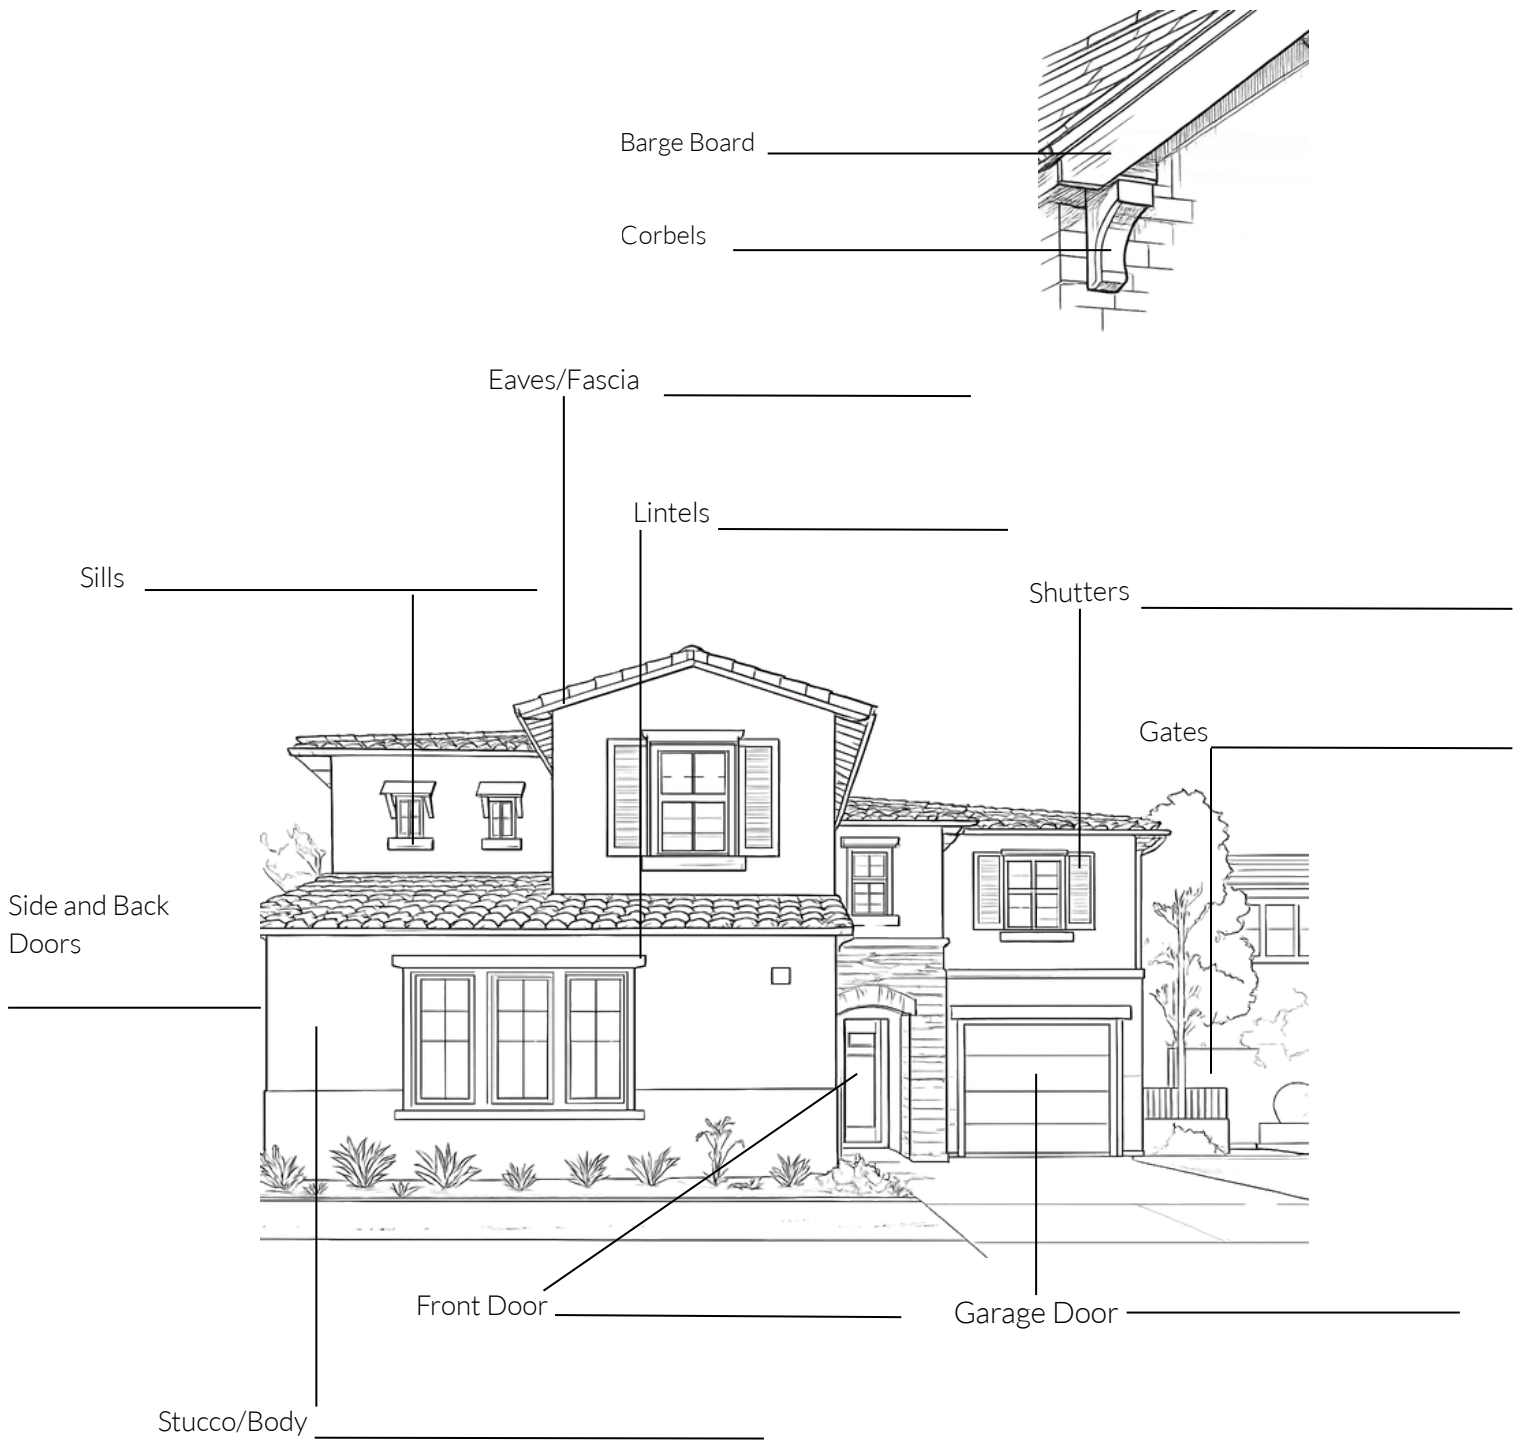 Barge Board
Corbels
Eaves/Fascia
Lintels
Sills
Shutters
Gates
Side and Back
Doors
Front Door
Garage Door
Stucco/Body